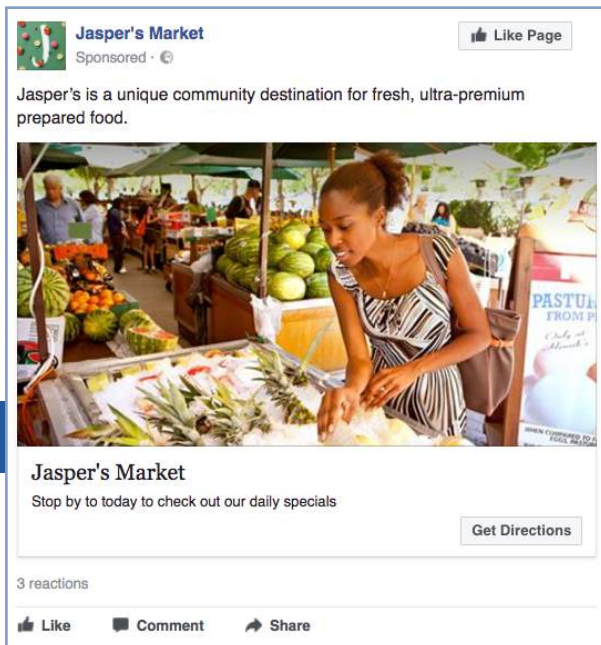 Jasper's Market
Like Page
Sponsored ·
Jasper's is a unique community destination for fresh, ultra-premium
prepared food.
FROM
Jasper's Market
Stop by to today to check out our daily specials
Get Directions
3 reactions
Like
Comment
Share